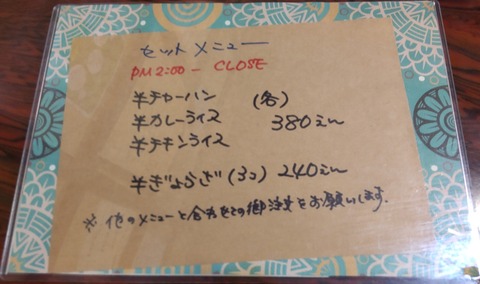 セットメニュー
PM2:00－CLOSE
半チャーハン (各)
半カレーライス 380えん
半チキンライス
半ぎょうざ(3コ) 240えん
※他のメニューと合わせての御注文をお願いします.